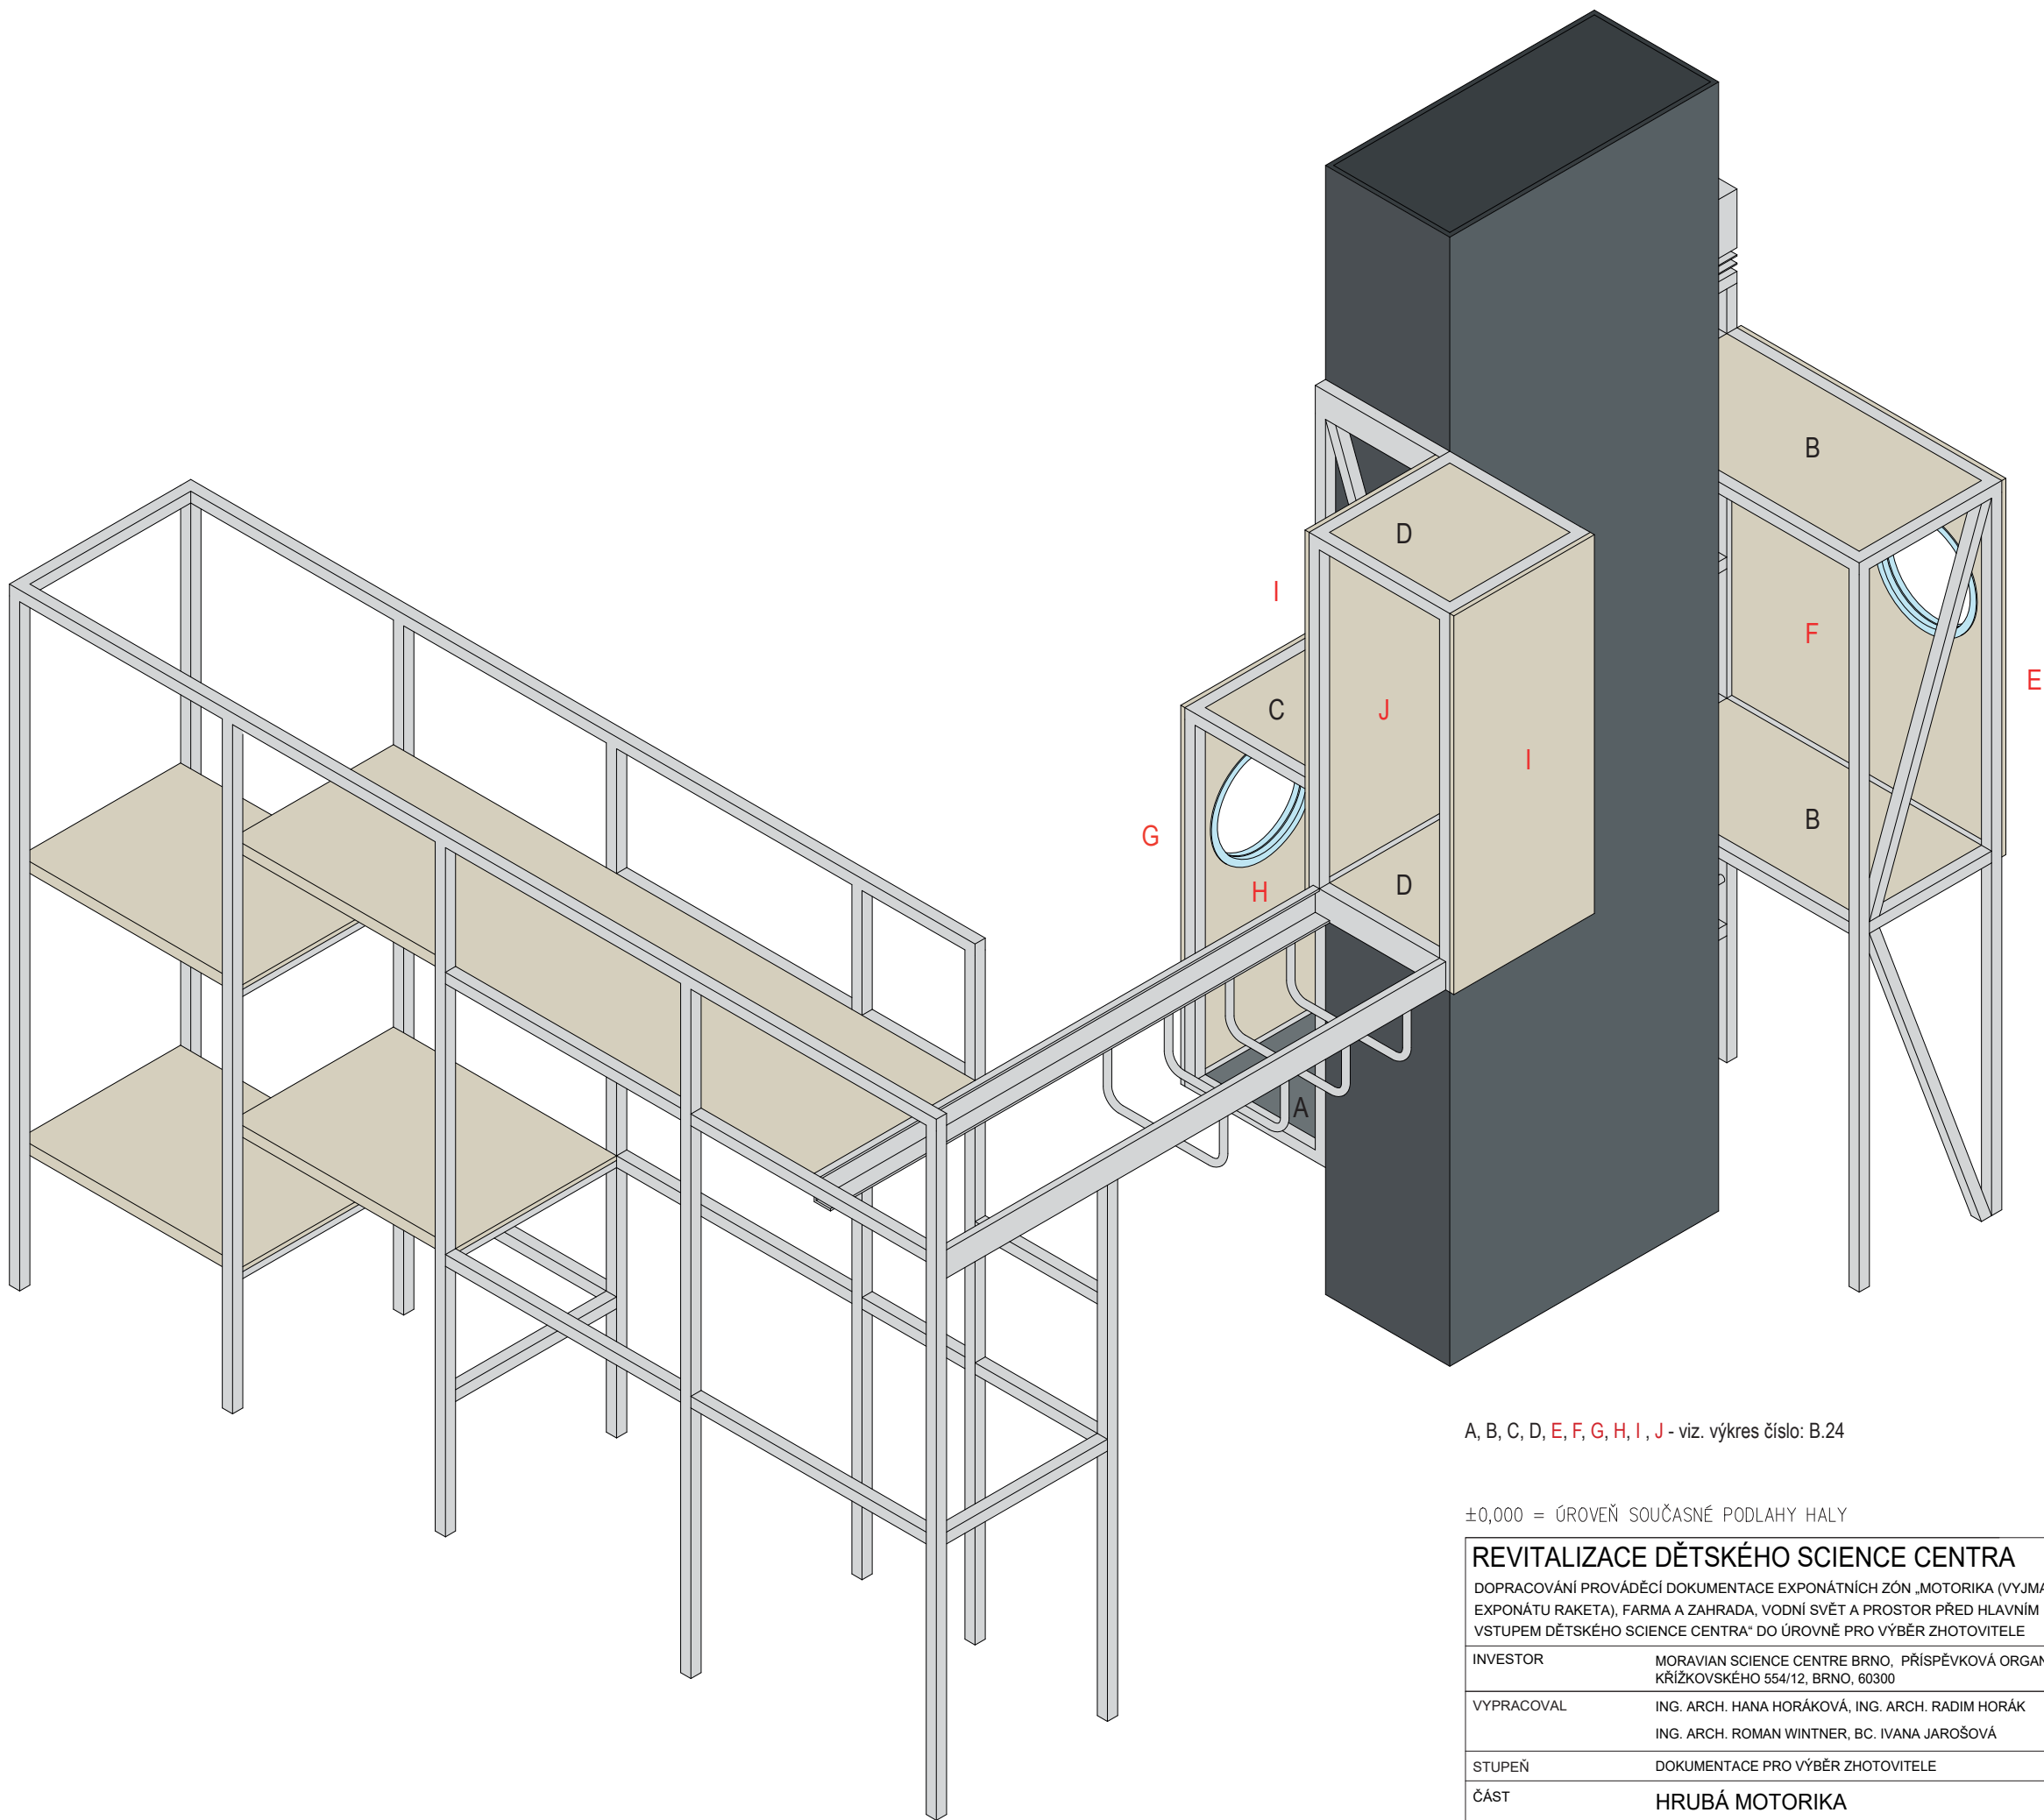 B
D
I
F
E
C
J
I
G
B
H
D
A
A, B, C, D, E, F, G, H, I , J - viz. výkres číslo: B.24
±0,000 = ÚROVEŇ SOUČASNÉ PODLAHY HALY
REVITALIZACE DĚTSKÉHO SCIENCE CENTRA
DOPRACOVÁNÍ PROVÁDĚCÍ DOKUMENTACE EXPONÁTNÍCH ZÓN „MOTORIKA (VYJMA
EXPONÁTU RAKETA), FARMA A ZAHRADA, VODNÍ SVĚT A PROSTOR PŘED HLAVNÍM
VSTUPEM DĚTSKÉHO SCIENCE CENTRA“ DO ÚROVNĚ PRO VÝBĚR ZHOTOVITELE
INVESTOR MORAVIAN SCIENCE CENTRE BRNO, PŘÍSPĚVKOVÁ ORGAN
KŘÍŽKOVSKÉHO 554/12, BRNO, 60300
VYPRACOVAL ING. ARCH. HANA HORÁKOVÁ, ING. ARCH. RADIM HORÁK
ING. ARCH. ROMAN WINTNER, BC. IVANA JAROŠOVÁ
STUPEŇ DOKUMENTACE PRO VÝBĚR ZHOTOVITELE
ČÁST HRUBÁ MOTORIKA